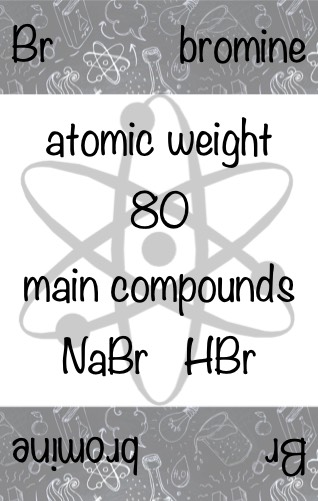 Br bromine
atomic weight
80
main compounds
NaBr HBr
bromine Br